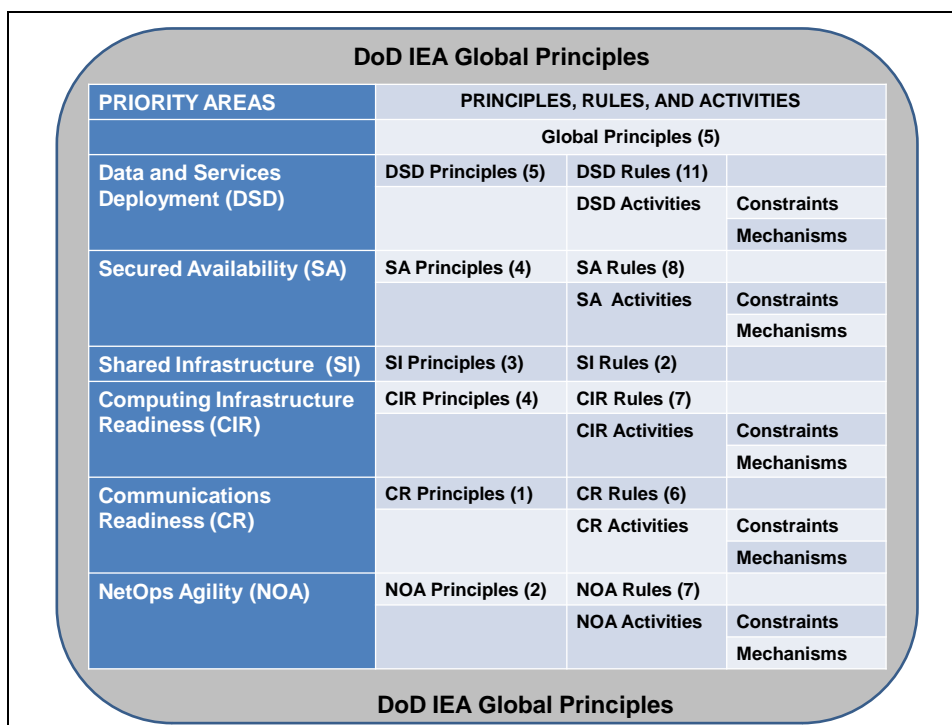 DoD IEA Global Principles
PRIORITY AREAS
PRINCIPLES, RULES, AND ACTIVITIES
Global Principles (5)
Data and Services
Deployment (DSD)
DSD Principles (5)
DSD Rules (11)
DSD Activities
Constraints
Mechanisms
Secured Availability (SA)
SA Principles (4)
SA Rules (8)
SA Activities
Constraints
Mechanisms
Shared Infrastructure (SI)
SI Principles (3)
SI Rules (2)
Computing Infrastructure
Readiness (CIR)
CIR Principles (4)
CIR Rules (7)
CIR Activities
Constraints
Mechanisms
Communications
Readiness (CR)
CR Principles (1)
CR Rules (6)
CR Activities
Constraints
Mechanisms
NetOps Agility (NOA)
NOA Principles (2)
NOA Rules (7)
NOA Activities
Constraints
Mechanisms
DoD IEA Global Principles